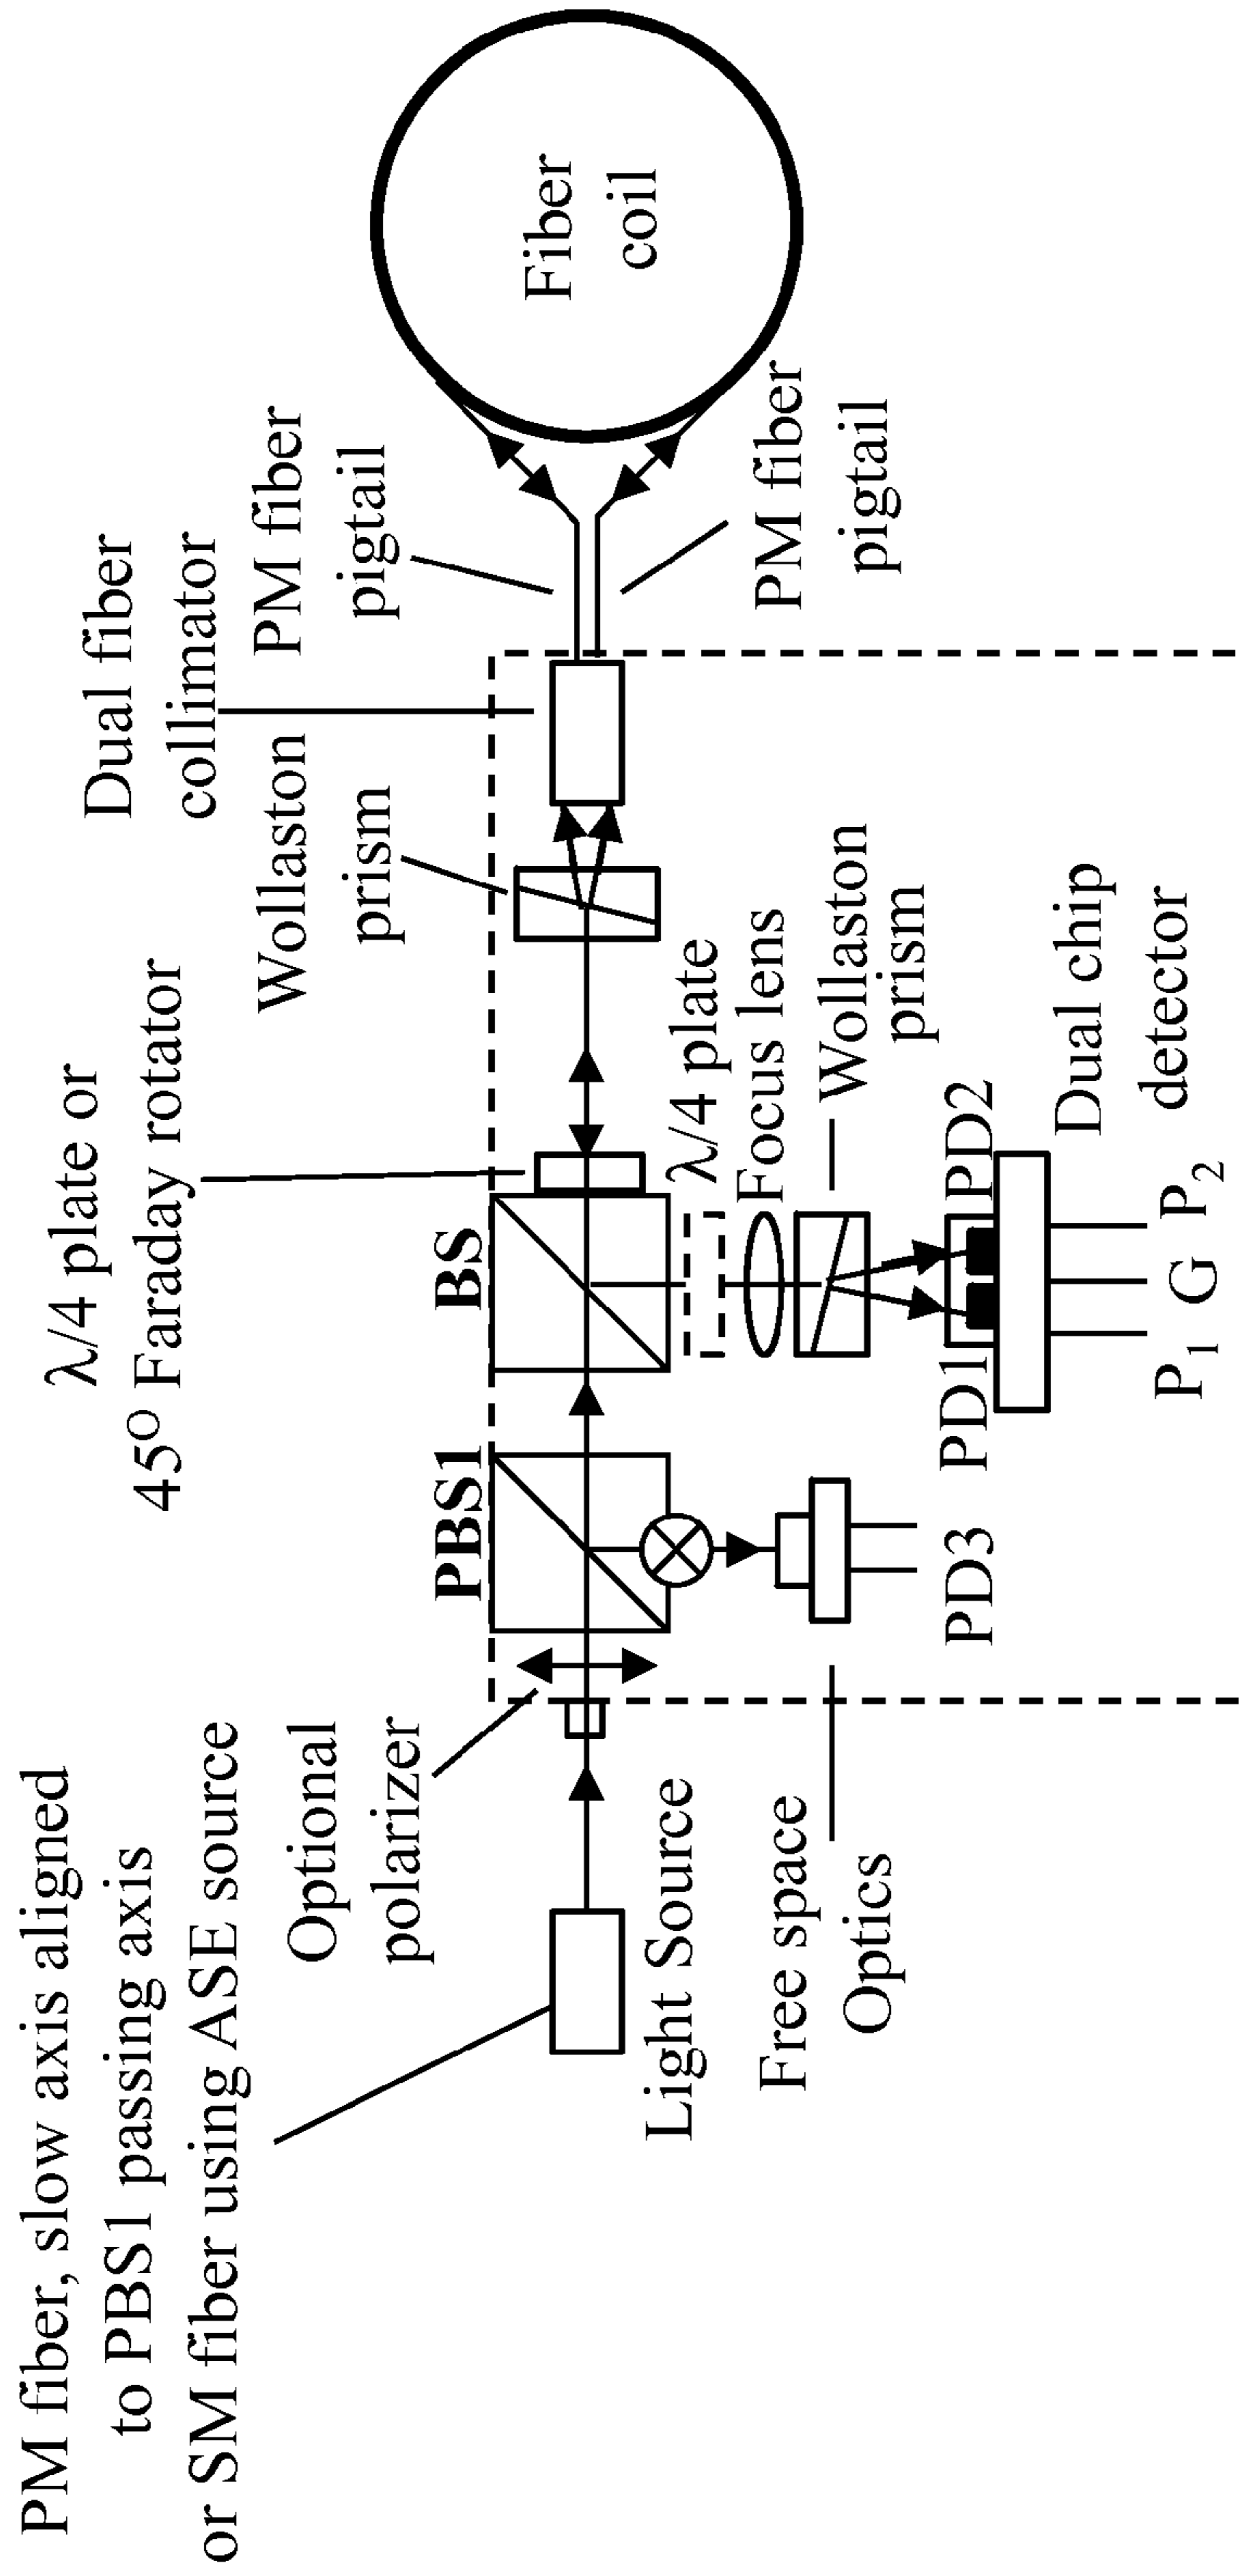 PM fiber, slow axis aligned
to PBS1 passing axis
or SM fiber using ASE source
Optional
polarizer
Light Source
Free space
Optics
λ/4 plate or
45° Faraday rotator
PBS1
BS
PD3
λ/4 plate
Focus lens
Wollaston
prism
PD1
PD2
P1 G P2
Dual chip
detector
Wollaston
prism
Dual fiber
collimator
PM fiber
pigtail
PM fiber
pigtail
Fiber
coil